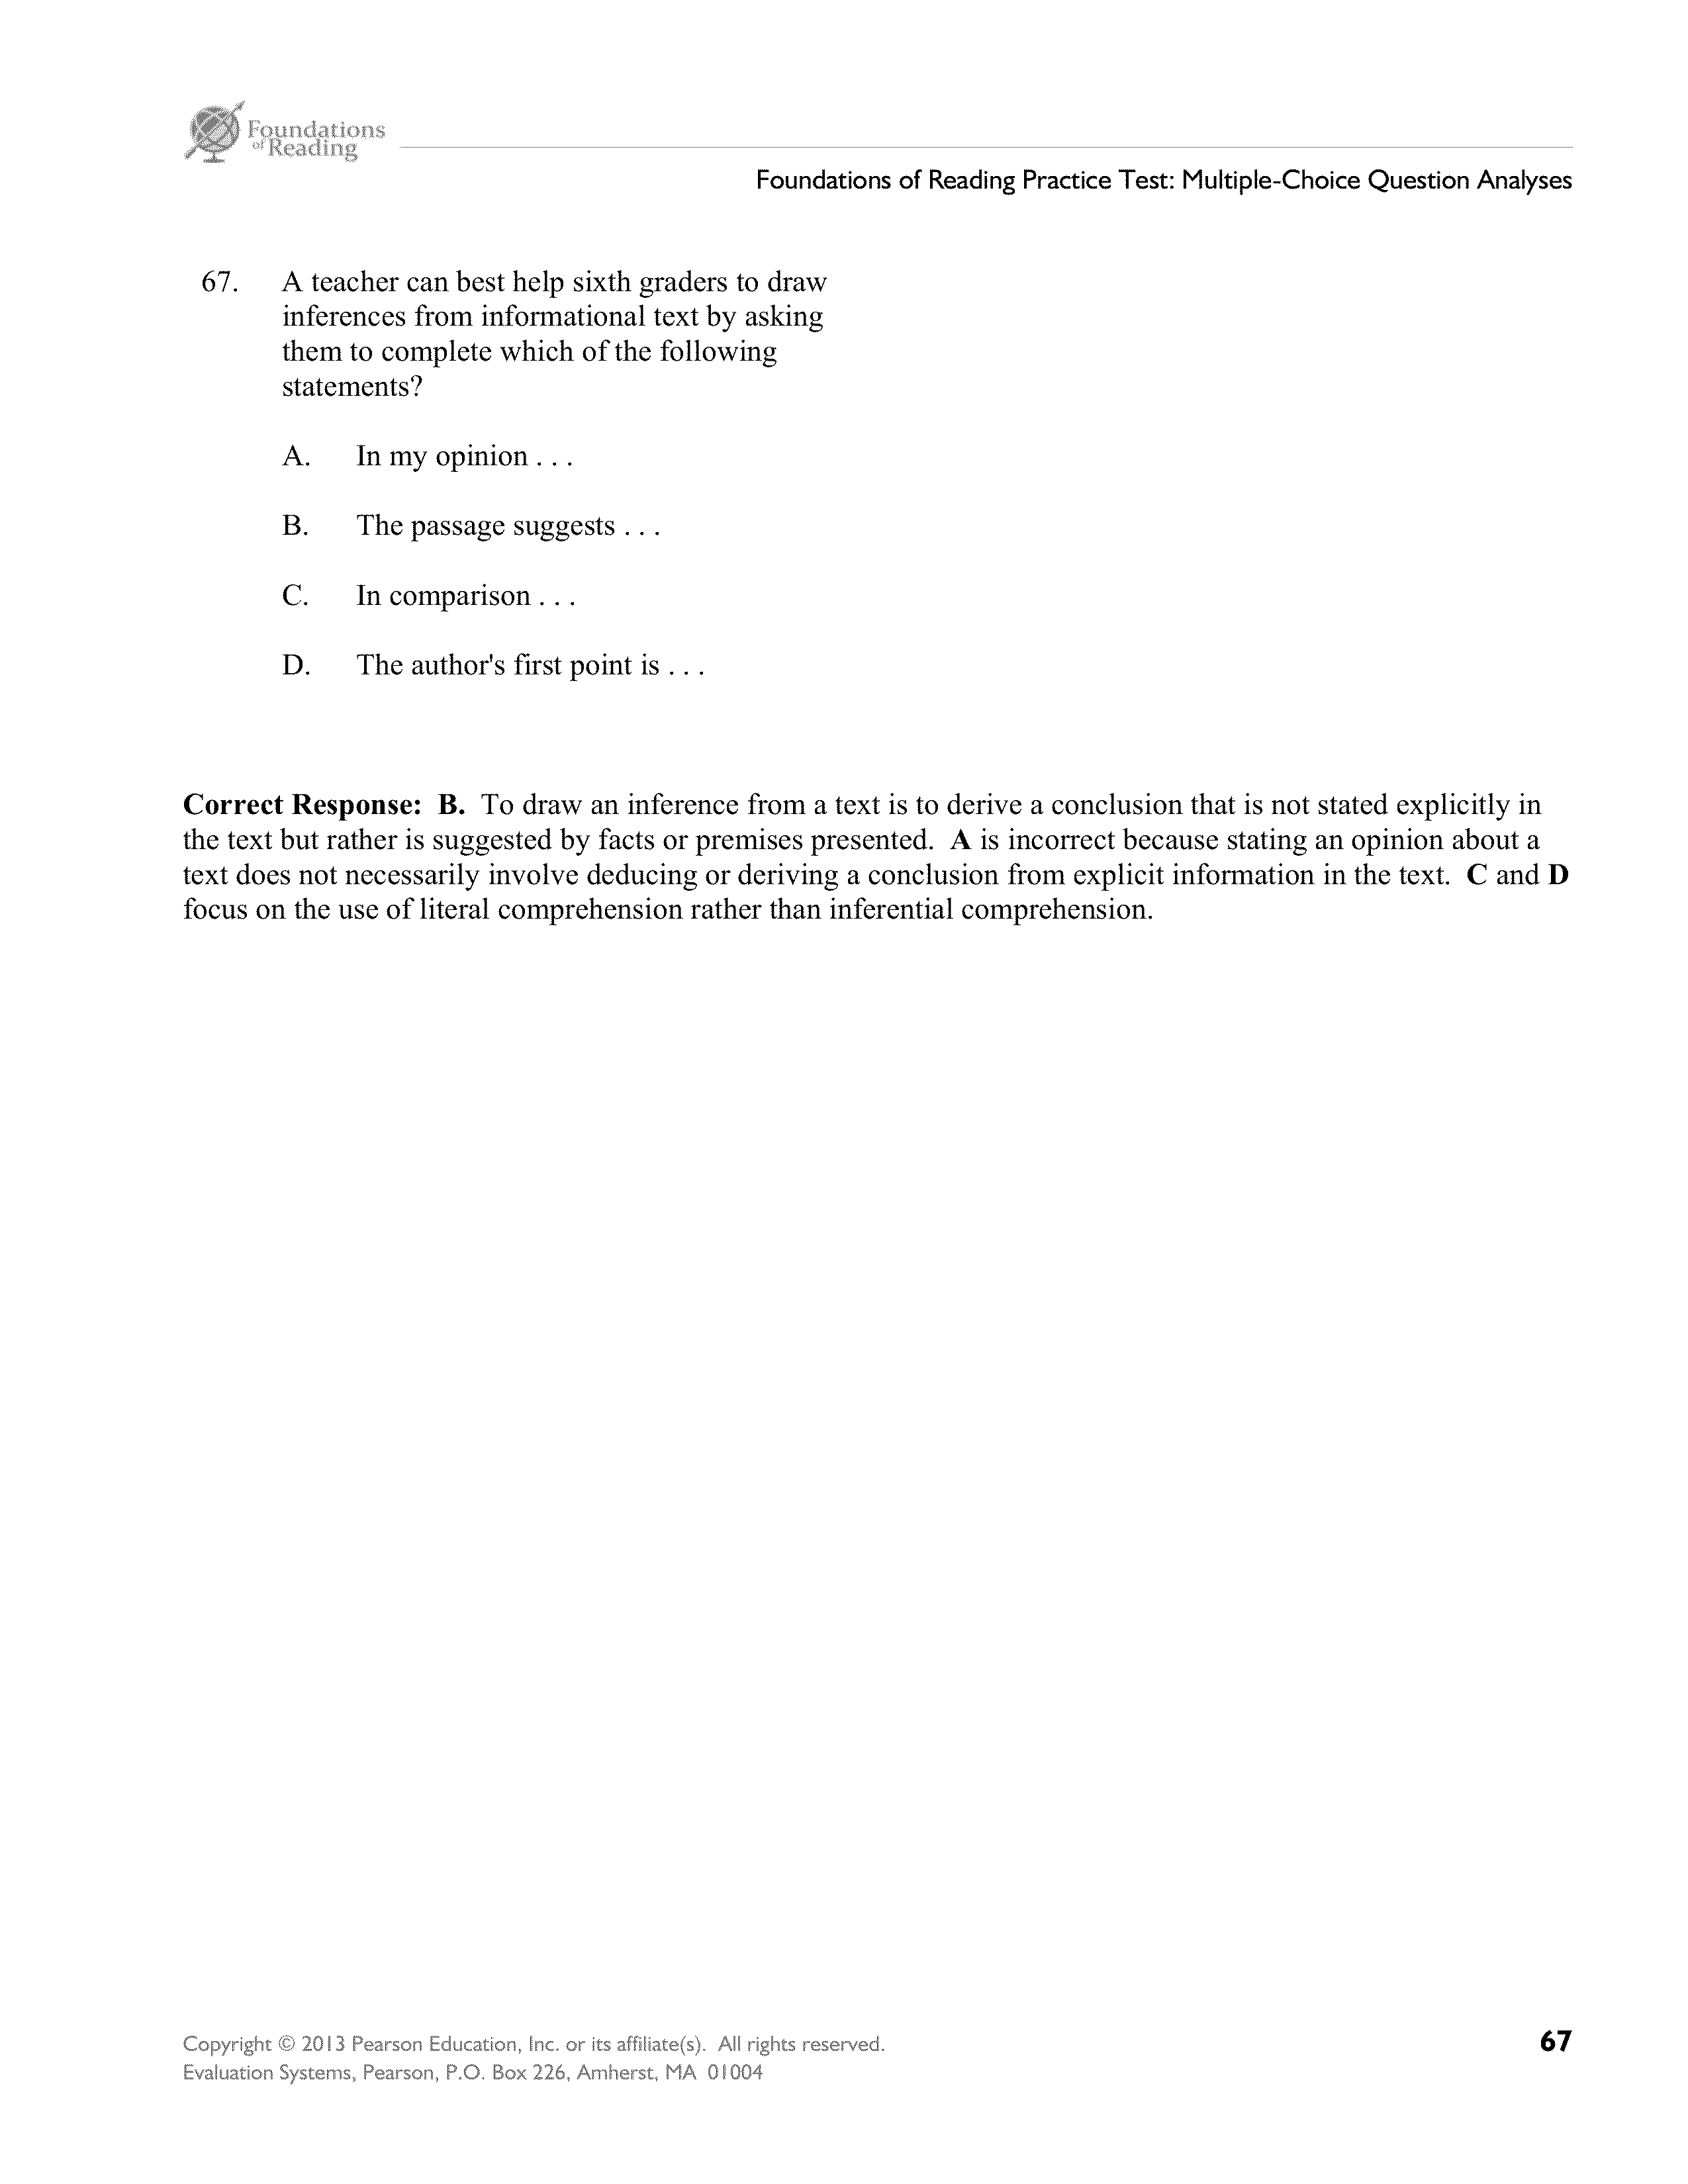 Foundations
of Reading
Foundations of Reading Practice Test: Multiple-Choice Question Analyses
67. A teacher can best help sixth graders to draw
inferences from informational text by asking
them to complete which of the following
statements?
A. In my opinion . . .
B. The passage suggests . . .
C. In comparison . . .
D. The author's first point is . . .
Correct Response: B. To draw an inference from a text is to derive a conclusion that is not stated explicitly in
the text but rather is suggested by facts or premises presented. A is incorrect because stating an opinion about a
text does not necessarily involve deducing or deriving a conclusion from explicit information in the text. C and D
focus on the use of literal comprehension rather than inferential comprehension.
Copyright © 2013 Pearson Education, Inc. or its affiliate(s). All rights reserved.
Evaluation Systems, Pearson, P.O. Box 226, Amherst, MA 01004
67